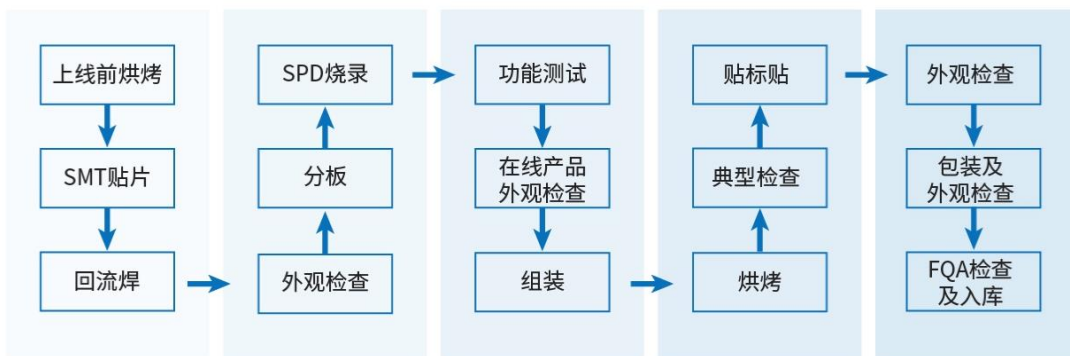 上线前烘烤
SMT贴片
回流焊
外观检查
分板
SPD烧录
功能测试
在线产品
外观检查
组装
烘烤
典型检查
贴标贴
外观检查
包装及
外观检查
FQA检查
及入库